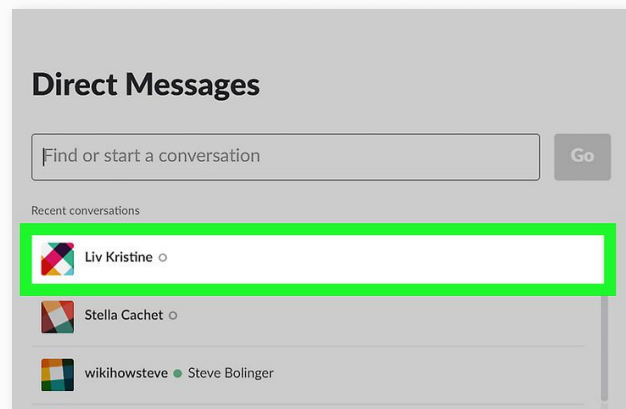 Direct Messages
Find or start a conversation
Go
Recent conversations
Liv Kristine
Stella Cachet
wikihowsteve Steve Bolinger